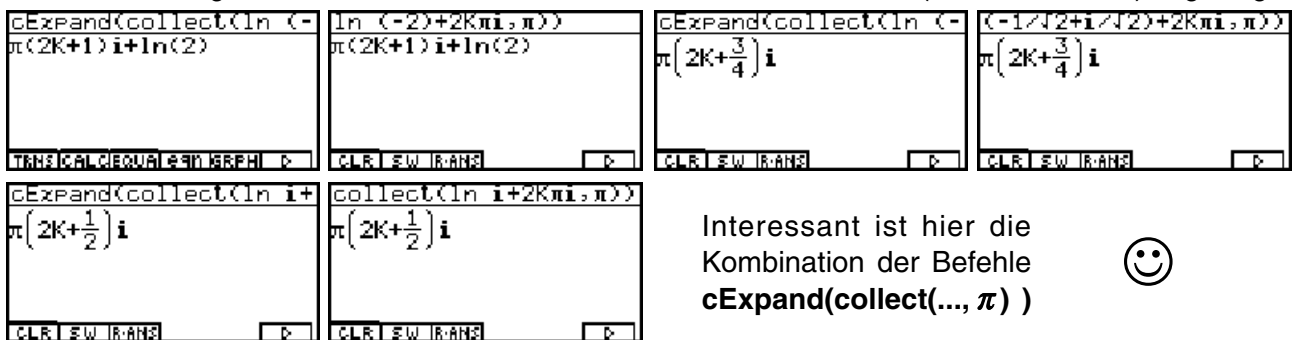 cExpand(collect(ln (-
π(2K+1)i+ln(2)
TRNS CALC EQUA eqn GRPH ▷
ln (-2)+2Kπi,π))
π(2K+1)i+ln(2)
CLR SW R·ANS ▷
cExpand(collect(ln (-
π(2K+3/4)i
CLR SW R·ANS ▷
(-1/√2+i/√2)+2Kπi,π))
π(2K+3/4)i
CLR SW R·ANS ▷
cExpand(collect(ln i+
π(2K+1/2)i
CLR SW R·ANS ▷
collect(ln i+2Kπi,π))
π(2K+1/2)i
CLR SW R·ANS ▷
Interessant ist hier die
Kombination der Befehle
cExpand(collect(..., π) )